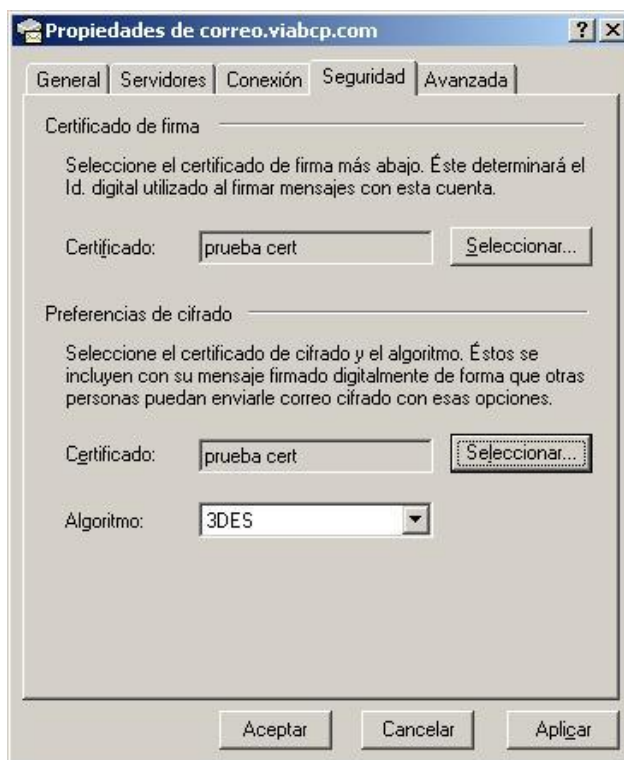 Propiedades de correo.viabcp.com
General Servidores Conexión Seguridad Avanzada
Certificado de firma
Seleccione el certificado de firma más abajo. Éste determinará el
Id. digital utilizado al firmar mensajes con esta cuenta.
Certificado: prueba cert Seleccionar...
Preferencias de cifrado
Seleccione el certificado de cifrado y el algoritmo. Éstos se
incluyen con su mensaje firmado digitalmente de forma que otras
personas puedan enviarle correo cifrado con esas opciones.
Certificado: prueba cert Seleccionar...
Algoritmo: 3DES
Aceptar Cancelar Aplicar